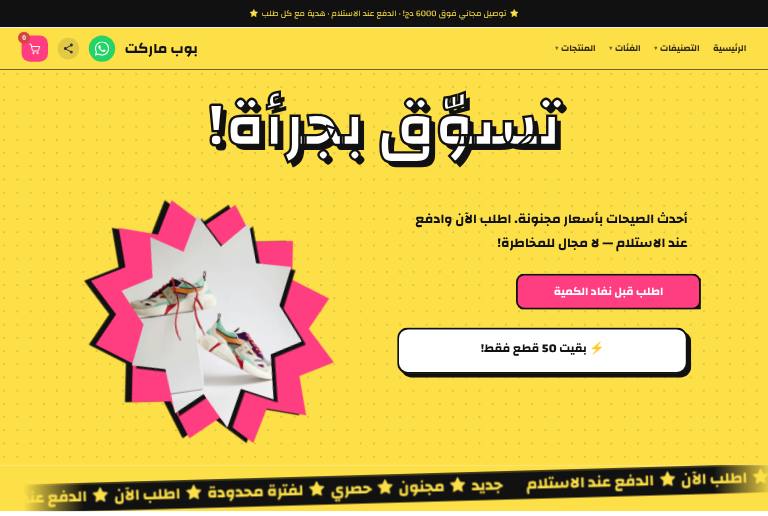 ⭐ توصيل مجاني فوق 6000 دج! · الدفع عند الاستلام · هدية مع كل طلب ⭐
الرئيسية التصنيفات الفئات المنتجات
بوب ماركت
0
تسوّق بجرأة!
أحدث الصيحات بأسعار مجنونة. اطلب الآن وادفع
عند الاستلام — لا مجال للمخاطرة!
اطلب قبل نفاد الكمية
⚡ بقيت 50 قطع فقط!
⭐ اطلب الآن ⭐ الدفع عند الاستلام جديد ⭐ مجنون ⭐ حصري ⭐ لفترة محدودة ⭐ اطلب الآن ⭐ الدفع